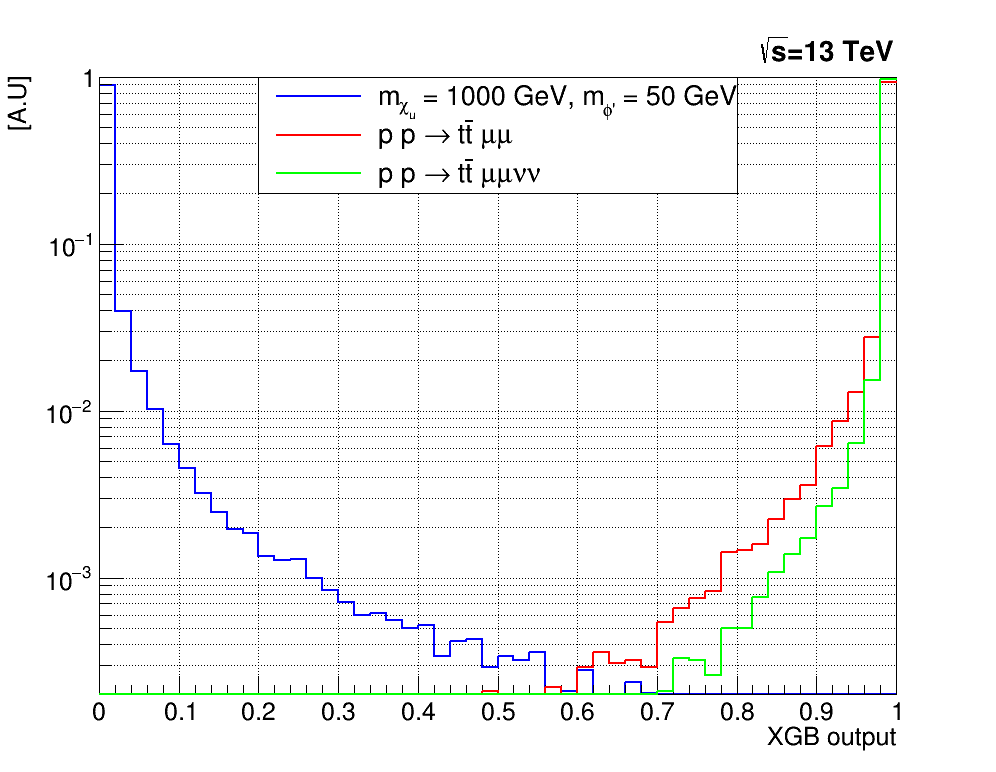 √s=13 TeV
[A.U]
m_χ_u = 1000 GeV, m_ϕ' = 50 GeV
p p → tt̄ μμ
p p → tt̄ μμνν
1
10⁻¹
10⁻²
10⁻³
0 0.1 0.2 0.3 0.4 0.5 0.6 0.7 0.8 0.9 1
XGB output